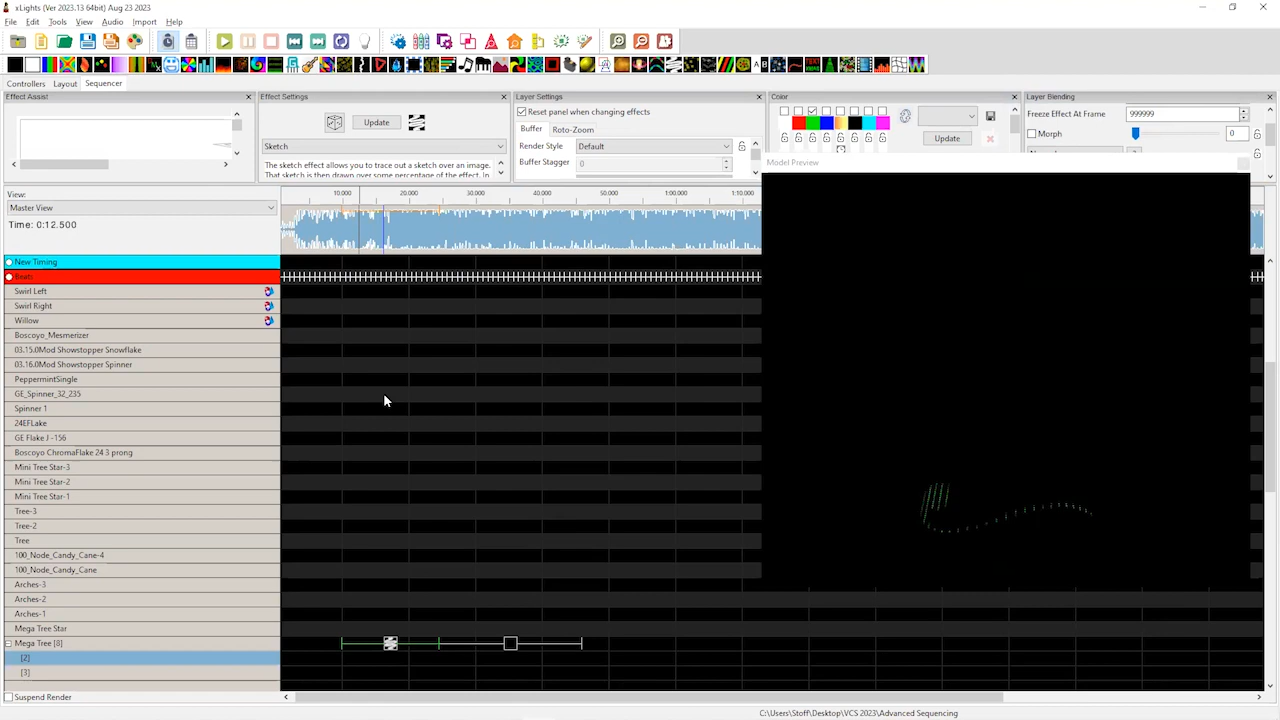 xLights (Ver 2023.13 64bit) Aug 23 2023
File Edit Tools View Audio Import Help
Controllers Layout Sequencer
Effect Assist
Effect Settings
Layer Settings
Color
Layer Blending
Update
Reset panel when changing effects
Buffer Roto-Zoom
Sketch
Render Style Default
Buffer Stagger 0
The sketch effect allows you to trace out a sketch over an image.
That sketch is then drawn over some percentage of the effect. In
Update
Freeze Effect At Frame 999999
Morph 0
Model Preview
View:
Master View
Time: 0:12.500
10.000 20.000 30.000 40.000 50.000 1:00.000 1:10.000
New Timing
Beats
Swirl Left
Swirl Right
Willow
Boscoyo_Mesmerizer
03.15.0Mod Showstopper Snowflake
03.16.0Mod Showstopper Spinner
PeppermintSingle
GE_Spinner_32_235
Spinner 1
24EFLake
GE Flake J -156
Boscoyo ChromaFlake 24 3 prong
Mini Tree Star-3
Mini Tree Star-2
Mini Tree Star-1
Tree-3
Tree-2
Tree
100_Node_Candy_Cane-4
100_Node_Candy_Cane
Arches-3
Arches-2
Arches-1
Mega Tree Star
Mega Tree [8]
[2]
[3]
Suspend Render
C:\Users\Stoff\Desktop\VCS 2023\Advanced Sequencing